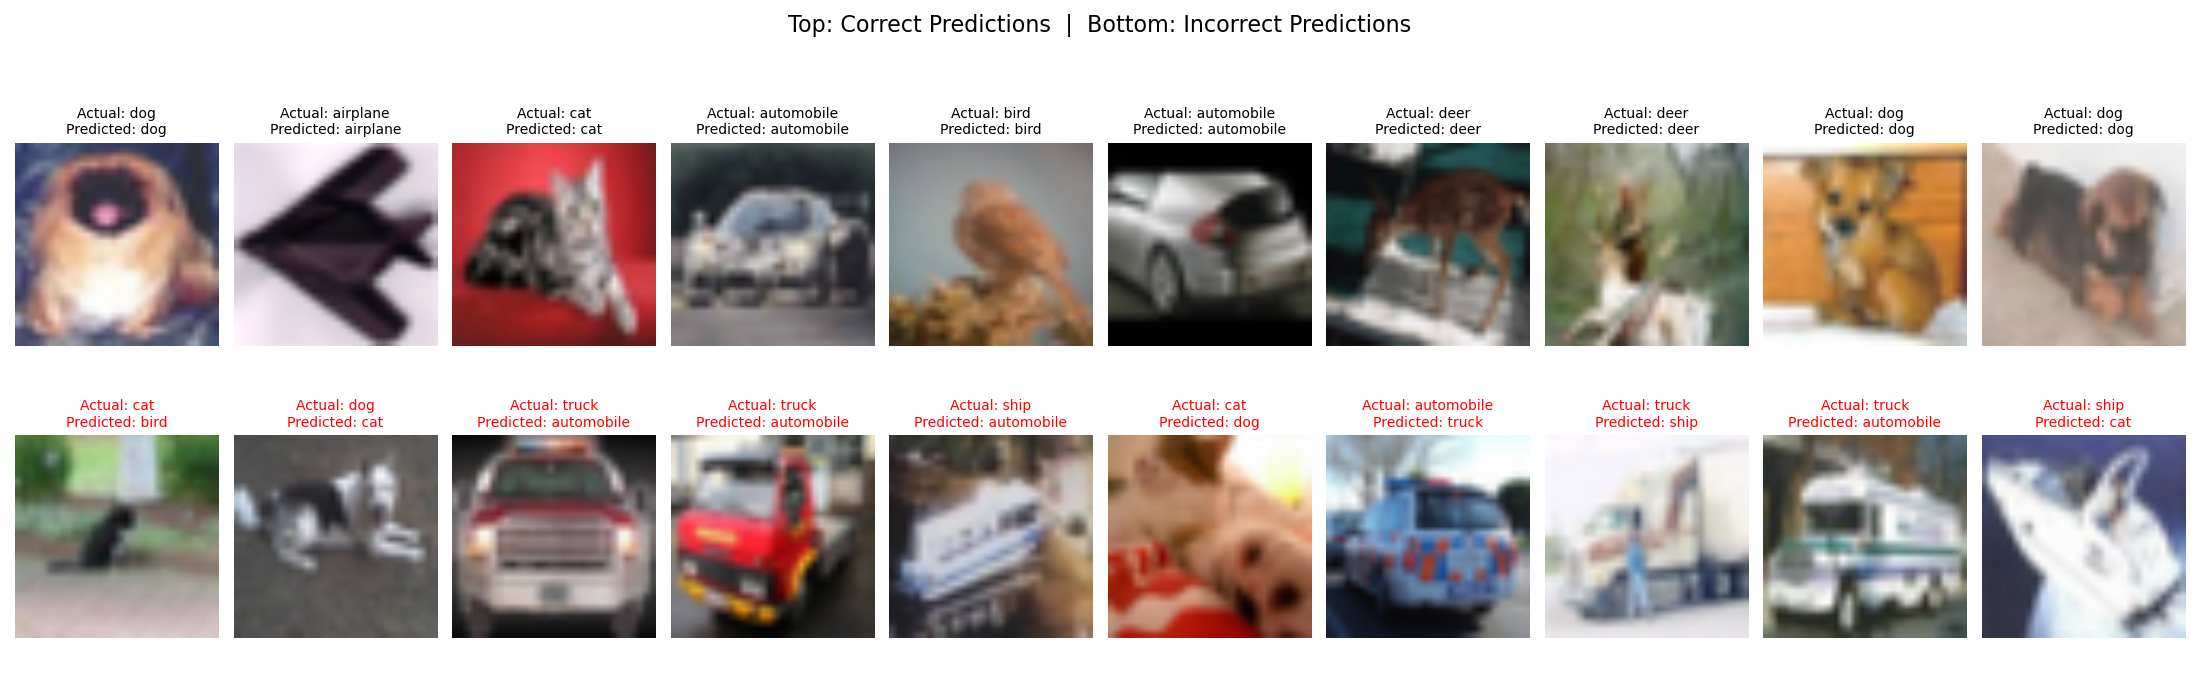 Top: Correct Predictions | Bottom: Incorrect Predictions
Actual: dog
Predicted: dog
Actual: airplane
Predicted: airplane
Actual: cat
Predicted: cat
Actual: automobile
Predicted: automobile
Actual: bird
Predicted: bird
Actual: automobile
Predicted: automobile
Actual: deer
Predicted: deer
Actual: deer
Predicted: deer
Actual: dog
Predicted: dog
Actual: dog
Predicted: dog
Actual: cat
Predicted: bird
Actual: dog
Predicted: cat
Actual: truck
Predicted: automobile
Actual: truck
Predicted: automobile
Actual: ship
Predicted: automobile
Actual: cat
Predicted: dog
Actual: automobile
Predicted: truck
Actual: truck
Predicted: ship
Actual: truck
Predicted: automobile
Actual: ship
Predicted: cat